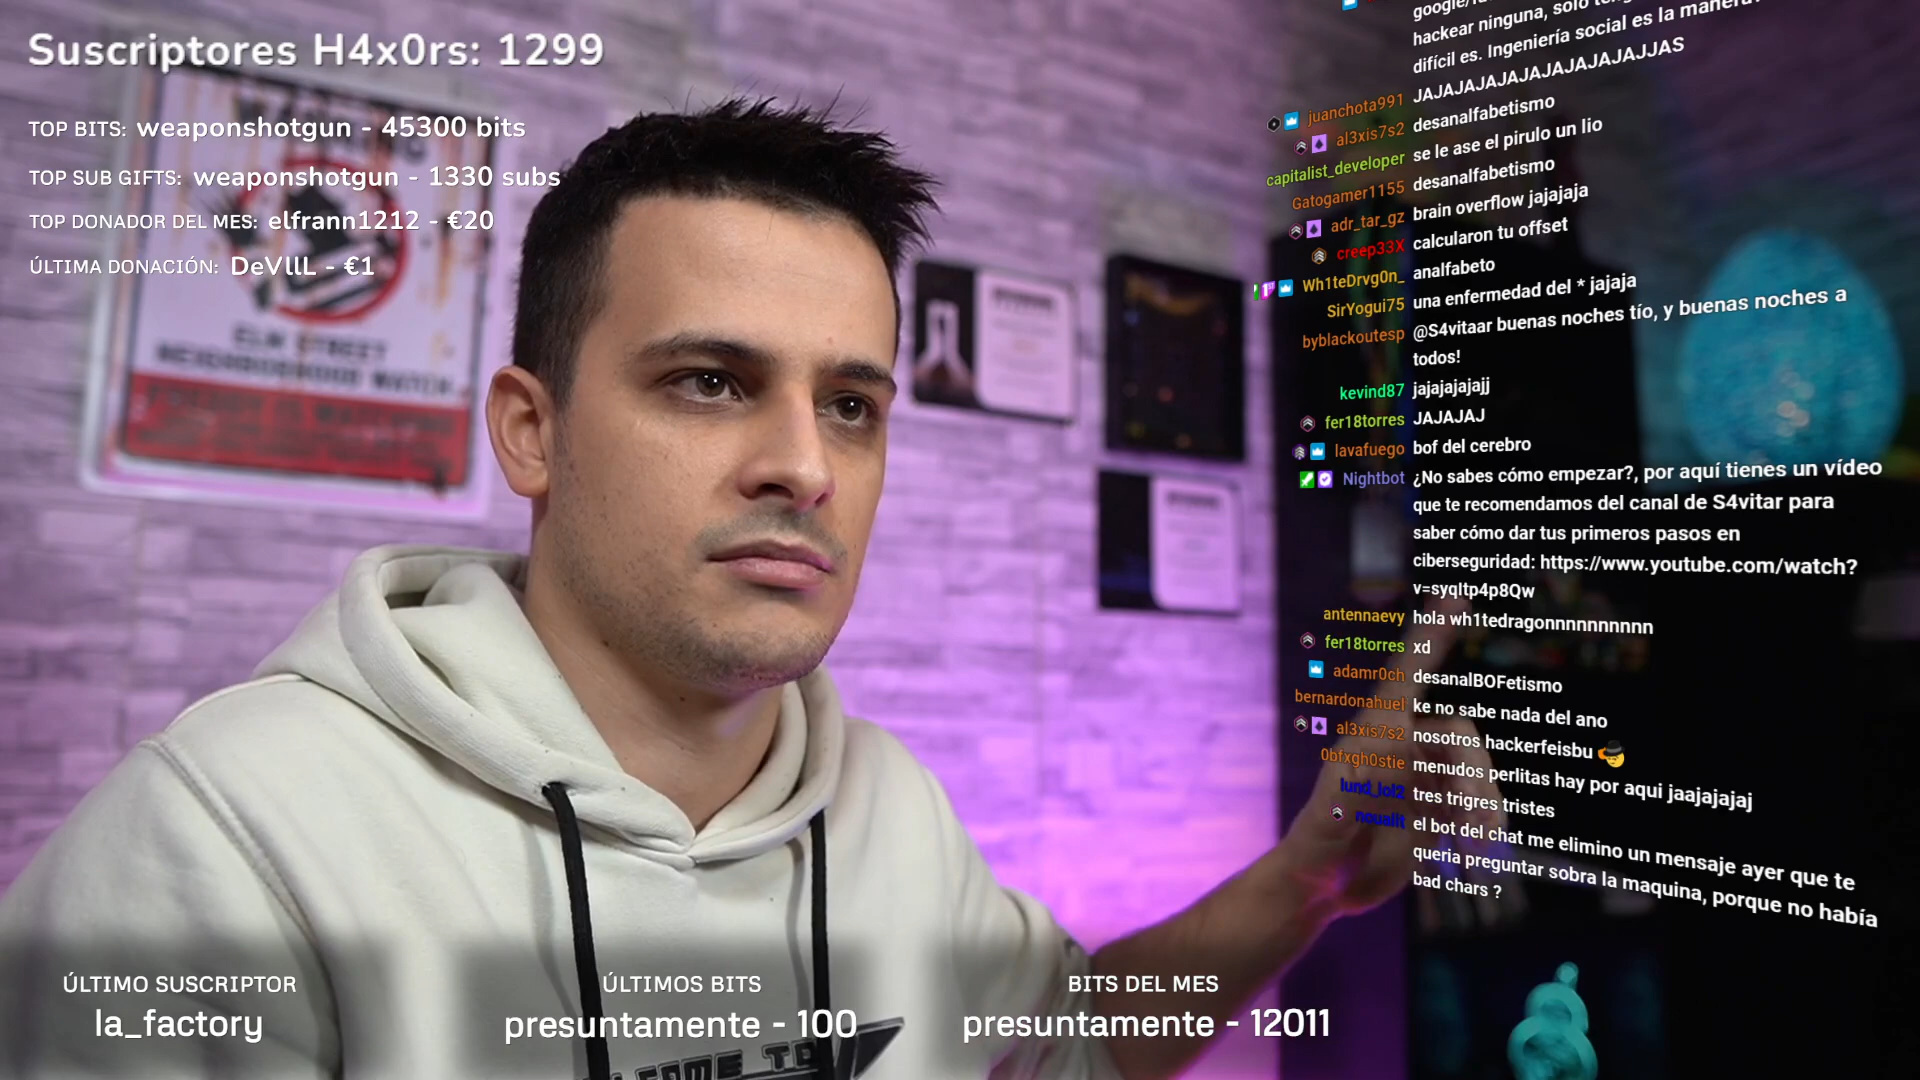 Suscriptores H4x0rs: 1299
TOP BITS: weaponshotgun - 45300 bits
TOP SUB GIFTS: weaponshotgun - 1330 subs
TOP DONADOR DEL MES: elfrann1212 - €20
ÚLTIMA DONACIÓN: DeVllL - €1
ELM STREET
NEIGHBORHOOD WATCH
hackear ninguna, solo
difícil es. Ingeniería social es la manera
juanchota991 JAJAJAJAJAJAJAJAJAJAJJAS
al3xis7s2 desanalfabetismo
capitalist_developer se le ase el pirulo un lio
Gatogamer1155 desanalfabetismo
adr_tar_gz brain overflow jajajaja
creep33X calcularon tu offset
Wh1teDrvg0n_ analfabeto
SirYogui75 una enfermedad del * jajaja
byblackoutesp @S4vitaar buenas noches tío, y buenas noches a
todos!
kevind87 jajajajajajj
fer18torres JAJAJAJ
lavafuego bof del cerebro
Nightbot ¿No sabes cómo empezar?, por aquí tienes un vídeo
que te recomendamos del canal de S4vitar para
saber cómo dar tus primeros pasos en
ciberseguridad: https://www.youtube.com/watch?
v=syqltp4p8Qw
antennaevy hola wh1tedragonnnnnnnnnn
fer18torres xd
adamr0ch desanalBOFetismo
bernardonahuel ke no sabe nada del ano
al3xis7s2 nosotros hackerfeisbu
0bfxgh0stie menudos perlitas hay por aqui jaajajajaj
lund_lol2 tres trigres tristes
nouallt el bot del chat me elimino un mensaje ayer que te
queria preguntar sobra la maquina, porque no había
bad chars ?
ÚLTIMO SUSCRIPTOR
la_factory
ÚLTIMOS BITS
presuntamente - 100
BITS DEL MES
presuntamente - 12011